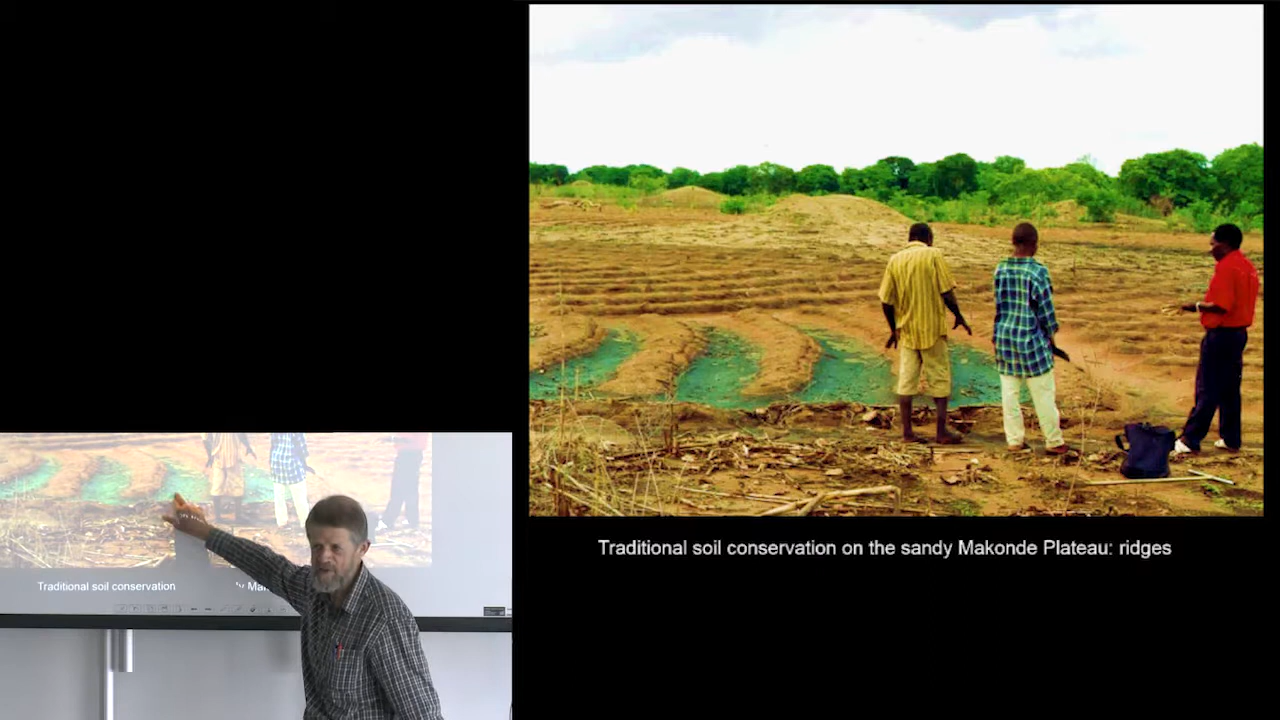 Traditional soil conservation on the sandy Makonde Plateau: ridges
Traditional soil conservation